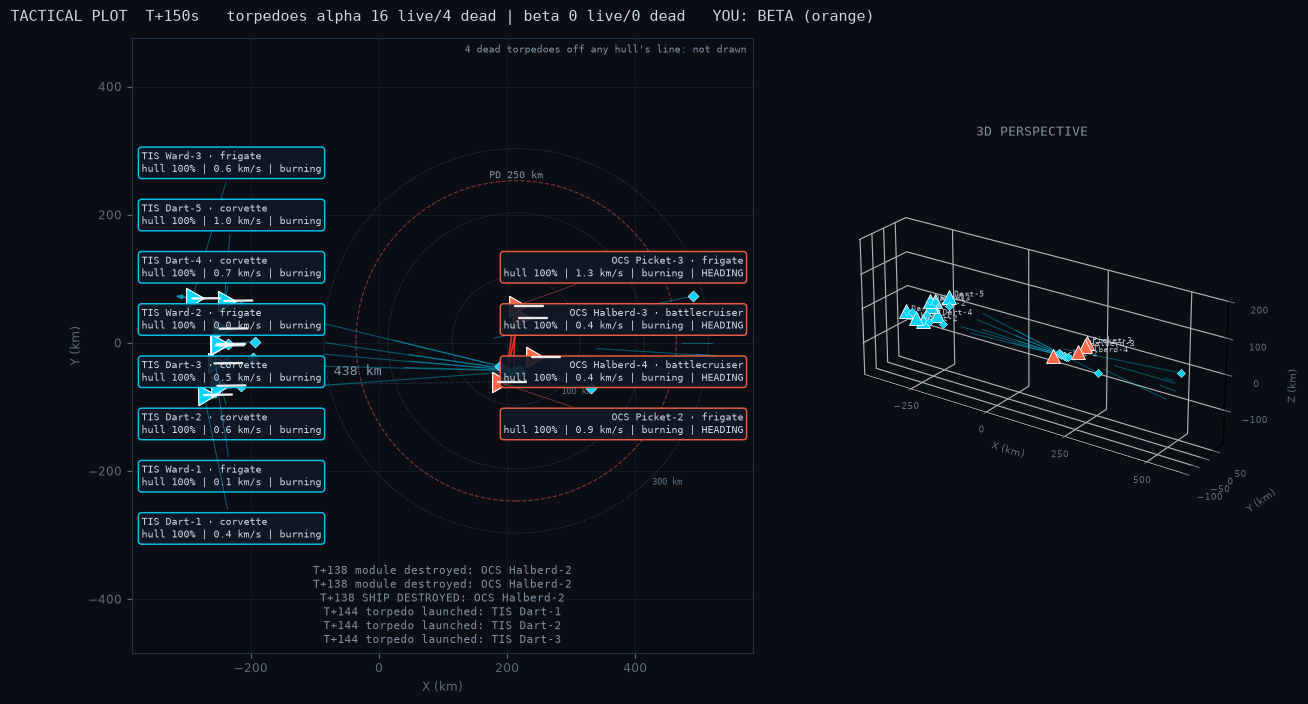 TACTICAL PLOT  T+150s   torpedoes alpha 16 live/4 dead | beta 0 live/0 dead   YOU: BETA (orange)
4 dead torpedoes off any hull's line: not drawn
3D PERSPECTIVE
400
200
0
−200
−400
Y (km)
−200
0
200
400
X (km)
PD 250 km
TIS Ward-3 · frigate
hull 100% | 0.6 km/s | burning
TIS Dart-5 · corvette
hull 100% | 1.0 km/s | burning
TIS Dart-4 · corvette
hull 100% | 0.7 km/s | burning
TIS Ward-2 · frigate
hull 100% | 0.0 km/s | burning
TIS Dart-3 · corvette
hull 100% | 0.5 km/s | burning
TIS Dart-2 · corvette
hull 100% | 0.6 km/s | burning
TIS Ward-1 · frigate
hull 100% | 0.1 km/s | burning
TIS Dart-1 · corvette
hull 100% | 0.4 km/s | burning
OCS Picket-3 · frigate
hull 100% | 1.3 km/s | burning | HEADING
OCS Halberd-3 · battlecruiser
hull 100% | 0.4 km/s | burning | HEADING
OCS Halberd-4 · battlecruiser
hull 100% | 0.4 km/s | burning | HEADING
OCS Picket-2 · frigate
hull 100% | 0.9 km/s | burning | HEADING
438 km
100 km
300 km
T+138 module destroyed: OCS Halberd-2
T+138 module destroyed: OCS Halberd-2
T+138 SHIP DESTROYED: OCS Halberd-2
T+144 torpedo launched: TIS Dart-1
T+144 torpedo launched: TIS Dart-2
T+144 torpedo launched: TIS Dart-3
Dart-5
Dart-4
−250
0
250
500
X (km)
−100
−50
0
50
Y (km)
200
100
0
−100
Z (km)